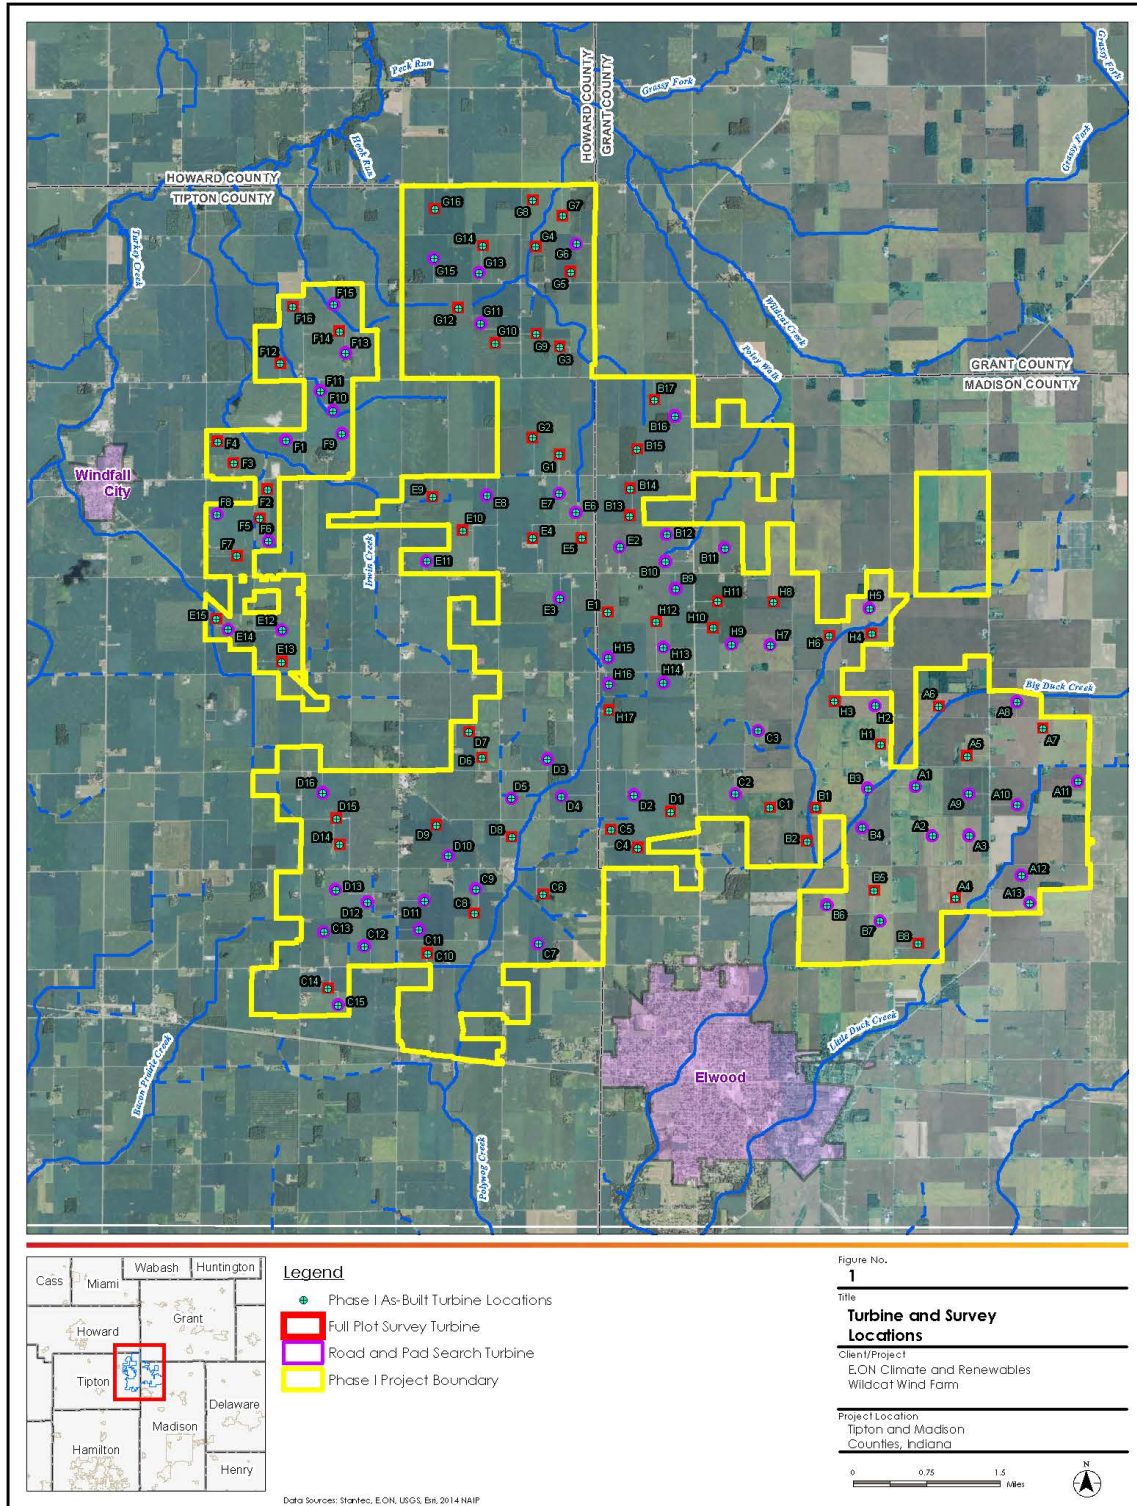 Peck Run
Grassy Fork
Grassy Fork
Grassy Fork
Hook Run
HOWARD COUNTY
GRANT COUNTY
HOWARD COUNTY
TIPTON COUNTY
Turkey Creek
G16
G8
G7
G14
G4
G6
G15
G13
G5
F15
F16
G12
G11
G10
Wildcat Creek
F14
F13
G9
G3
Poley Walk
F12
GRANT COUNTY
MADISON COUNTY
F11
F10
B17
B16
F4
F1
F9
G2
B15
F3
G1
Windfall
City
F2
E9
E8
E7
B14
F8
F5
E6
B13
F6
E10
E4
E5
B12
F7
E2
B11
Irwin Creek
E11
B10
B9
E3
H11
H8
H5
E15
E1
H12
E12
H10
E14
H9
H7
H6
H4
E13
H15
H13
H16
H14
Big Duck Creek
H3
H2
A6
A8
H17
D7
C3
H1
A7
D6
D3
A5
D16
D5
D4
D2
C2
B3
A1
A11
D15
D1
C1
B1
A9
A10
D9
D8
C5
B4
A2
D14
C4
B2
A3
D10
A12
D13
C9
C6
B5
A4
A13
D12
D11
C8
B6
C13
C12
C11
C7
B7
C10
B8
C14
C15
Bacon Prairie Creek
Little Duck Creek
Elwood
Polywog Creek
Cass
Miami
Wabash
Huntington
Howard
Grant
Tipton
Madison
Delaware
Hamilton
Henry
Legend
Phase I As-Built Turbine Locations
Full Plot Survey Turbine
Road and Pad Search Turbine
Phase I Project Boundary
Data Sources: Stantec, E.ON, USGS, Esri, 2014 NAIP
Figure No.
1
Title
Turbine and Survey
Locations
Client/Project
E.ON Climate and Renewables
Wildcat Wind Farm
Project Location
Tipton and Madison
Counties, Indiana
0 0.75 1.5
Miles
N